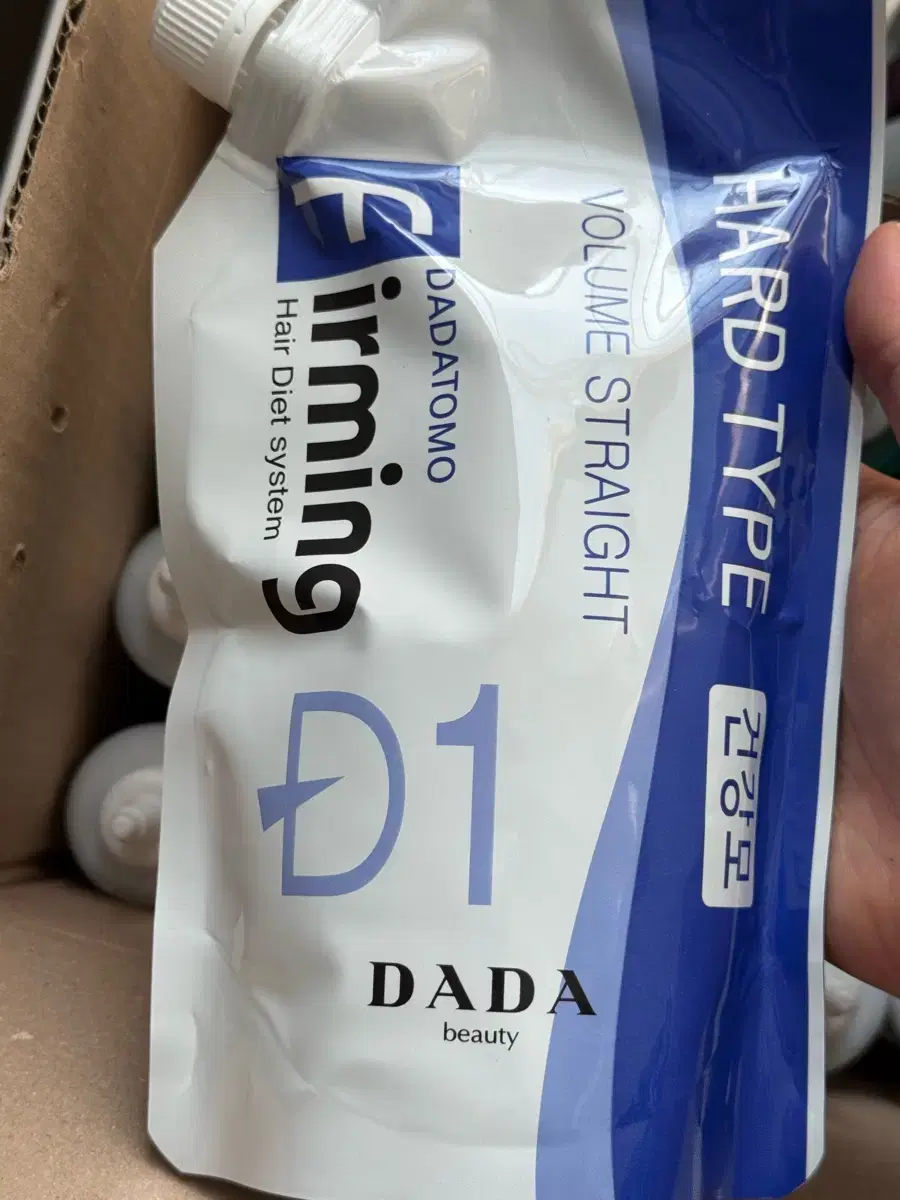 HARD TYPE 건강모
VOLUME STRAIGHT
DADATOMO
Firming
Hair Diet system
D1
DADA
beauty